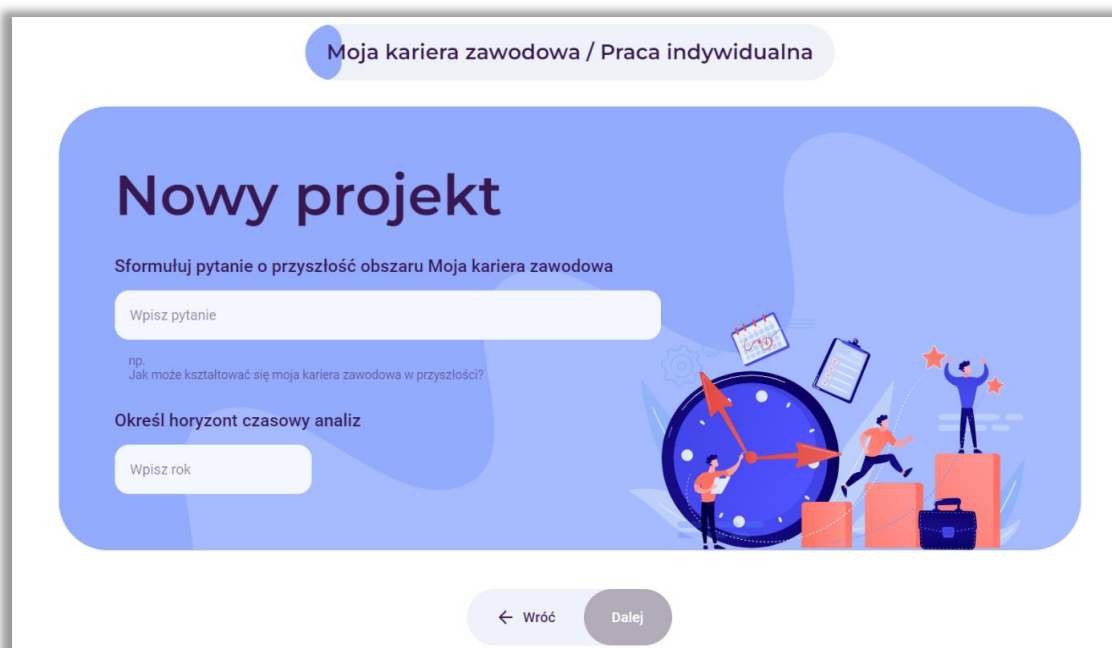 Moja kariera zawodowa / Praca indywidualna
Nowy projekt
Sformułuj pytanie o przyszłość obszaru Moja kariera zawodowa
Wpisz pytanie
np.
Jak może kształtować się moja kariera zawodowa w przyszłości?
Określ horyzont czasowy analiz
Wpisz rok
← Wróć
Dalej